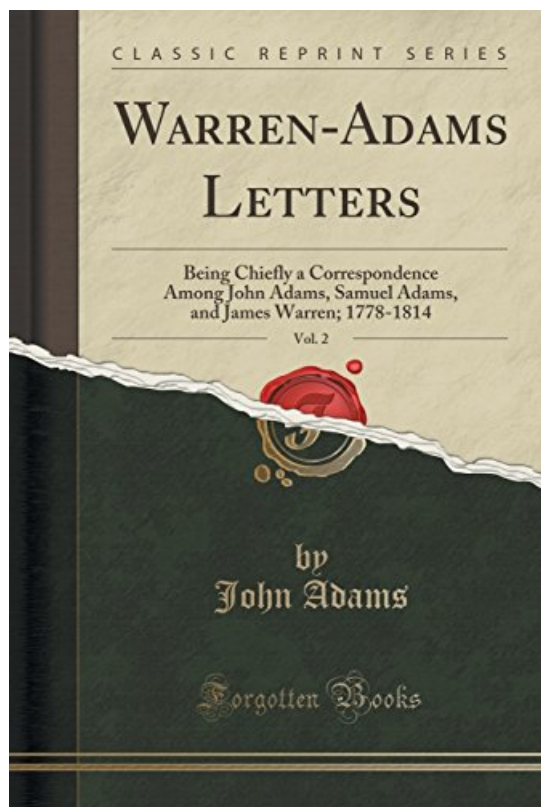 CLASSIC REPRINT SERIES
WARREN-ADAMS
LETTERS
Being Chiefly a Correspondence
Among John Adams, Samuel Adams,
and James Warren; 1778-1814
Vol. 2
by
John Adams
Forgotten Books